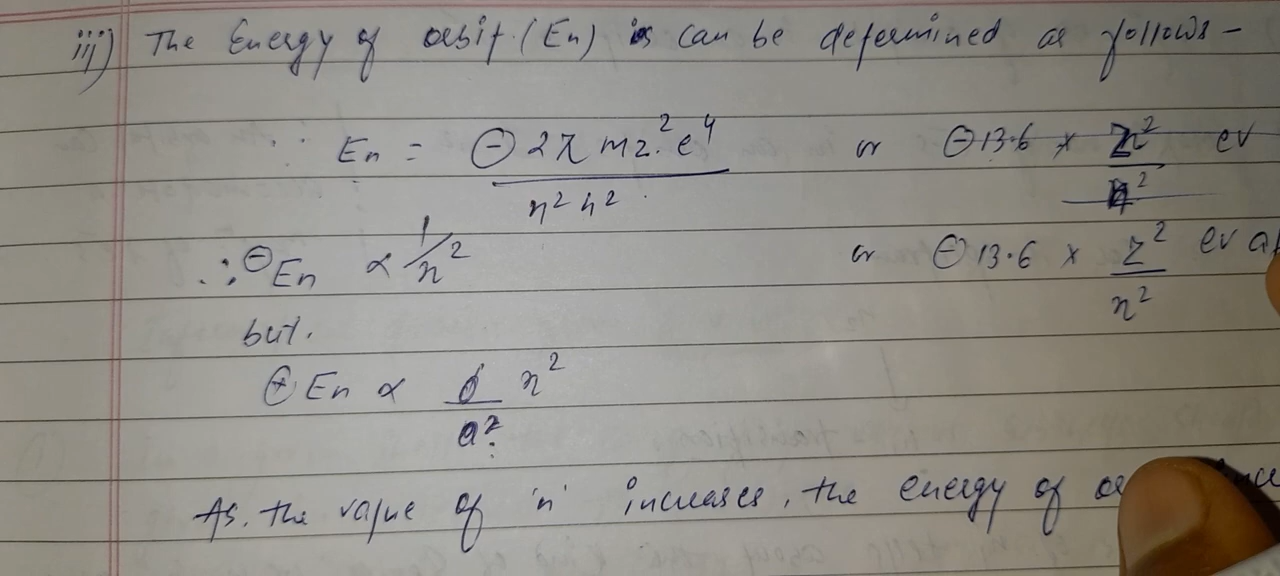 iii) The Energy of orbit (En) is can be determined as follows -
En = ⊖ 2π mz² e⁴ / n² h² or ⊖ 13.6 × Z² / n² ev
∴ ⊖ En ∝ 1/n² or ⊖ 13.6 × Z² / n² ev
but.
⊕ En ∝ n²
As, the value of 'n' increases, the energy of